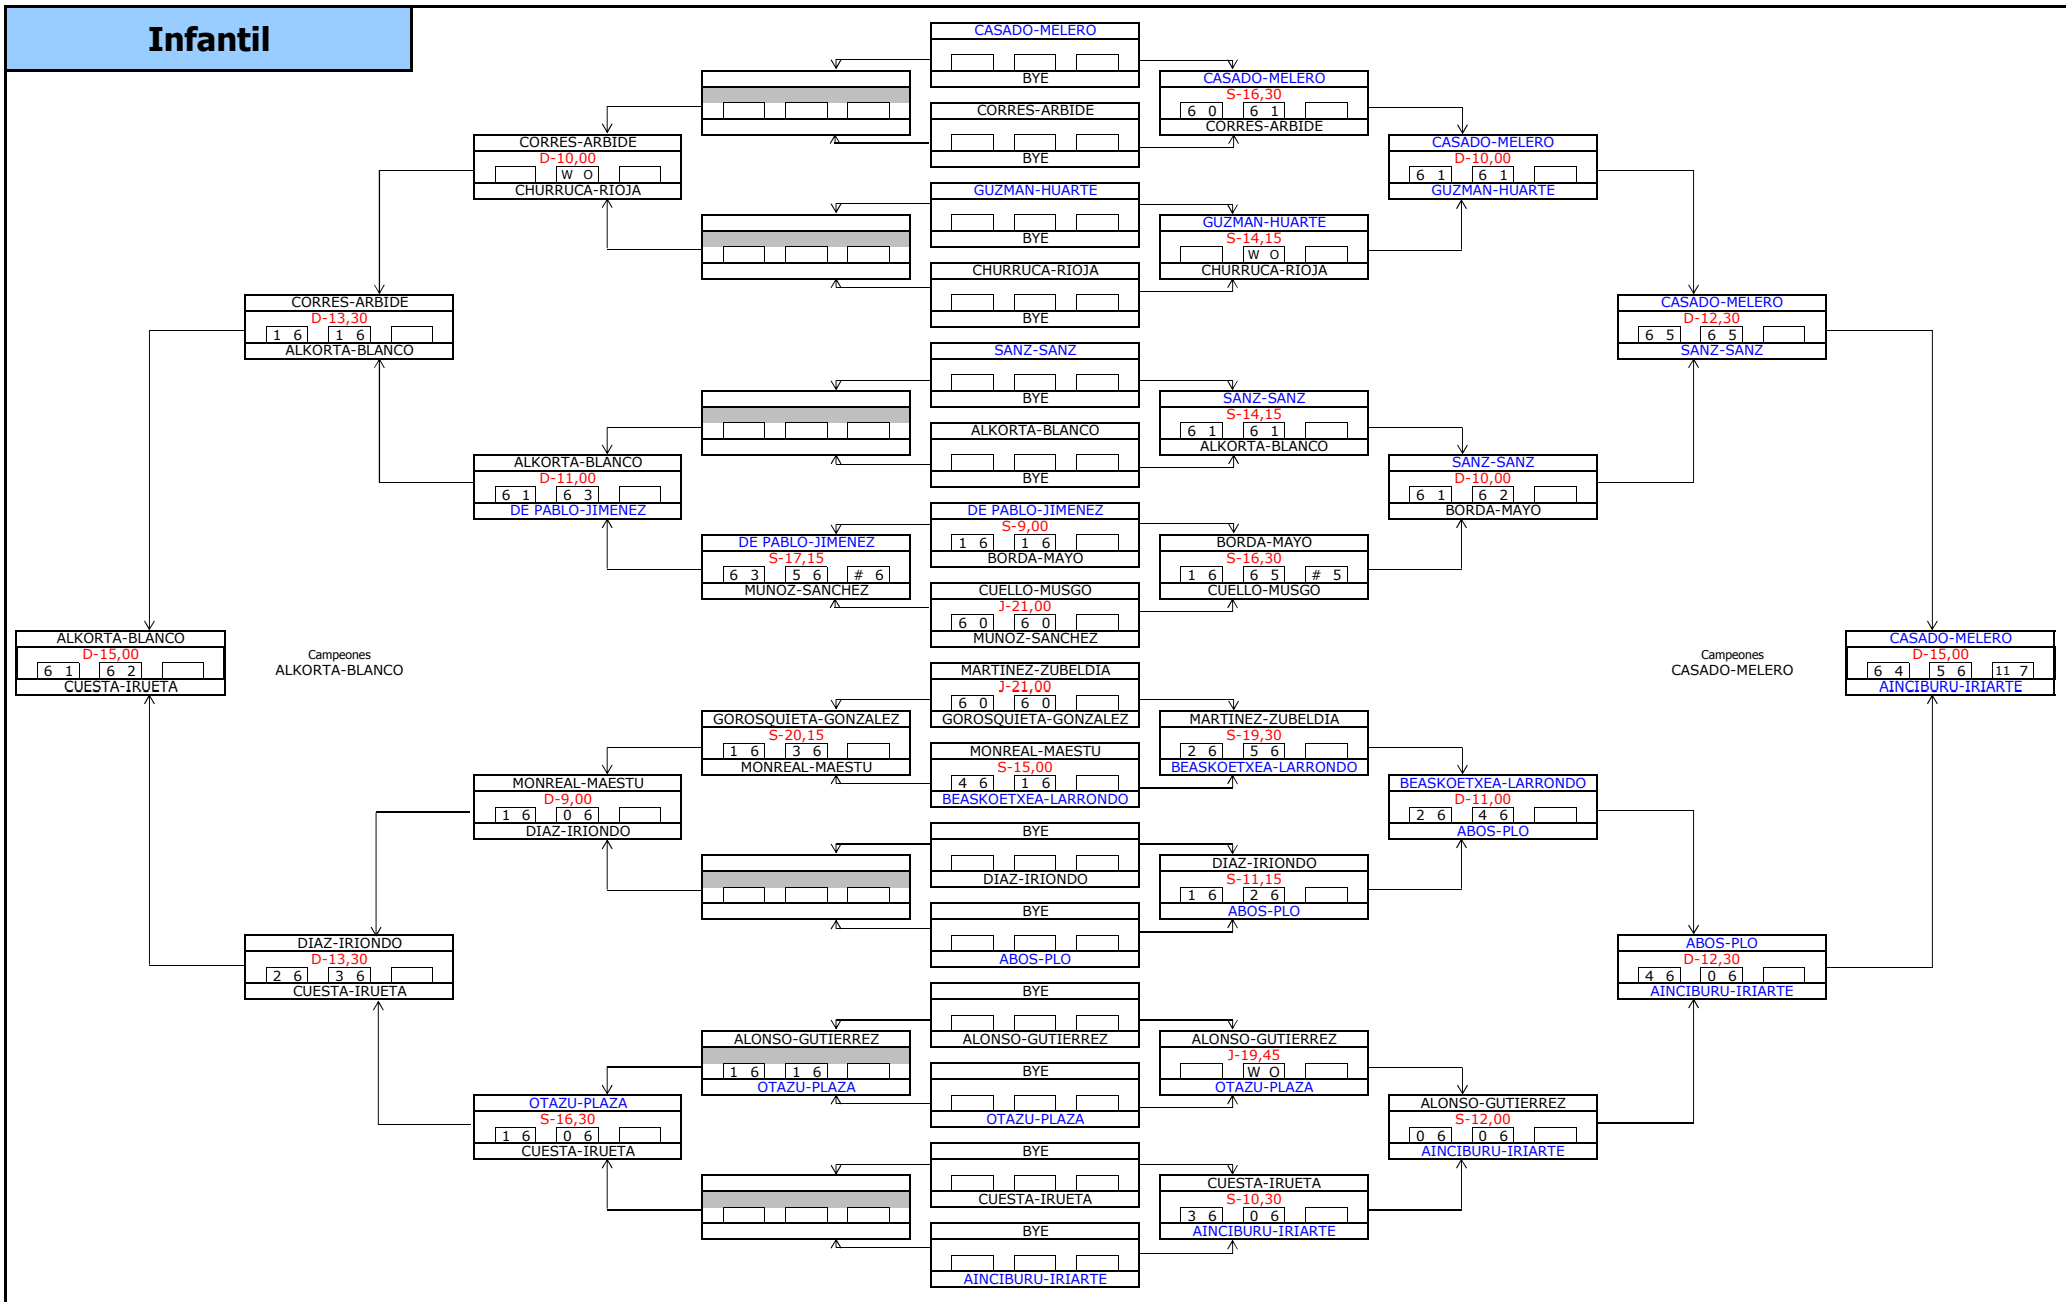 Infantil
CASADO-MELERO
BYE
CORRES-ARBIDE
BYE
GUZMAN-HUARTE
BYE
CHURRUCA-RIOJA
BYE
SANZ-SANZ
BYE
ALKORTA-BLANCO
BYE
DE PABLO-JIMENEZ
S-9,00
1 6 1 6
BORDA-MAYO
CUELLO-MUSGO
J-21,00
6 0 6 0
MUNOZ-SANCHEZ
MARTINEZ-ZUBELDIA
J-21,00
6 0 6 0
GOROSQUIETA-GONZALEZ
MONREAL-MAESTU
S-15,00
4 6 1 6
BEASKOETXEA-LARRONDO
BYE
DIAZ-IRIONDO
BYE
ABOS-PLO
BYE
ALONSO-GUTIERREZ
BYE
OTAZU-PLAZA
BYE
CUESTA-IRUETA
BYE
AINCIBURU-IRIARTE
DE PABLO-JIMENEZ
S-17,15
6 3 5 6 # 6
MUNOZ-SANCHEZ
GOROSQUIETA-GONZALEZ
S-20,15
1 6 3 6
MONREAL-MAESTU
ALONSO-GUTIERREZ
1 6 1 6
OTAZU-PLAZA
CORRES-ARBIDE
D-10,00
W O
CHURRUCA-RIOJA
ALKORTA-BLANCO
D-11,00
6 1 6 3
DE PABLO-JIMENEZ
MONREAL-MAESTU
D-9,00
1 6 0 6
DIAZ-IRIONDO
OTAZU-PLAZA
S-16,30
1 6 0 6
CUESTA-IRUETA
CORRES-ARBIDE
D-13,30
1 6 1 6
ALKORTA-BLANCO
DIAZ-IRIONDO
D-13,30
2 6 3 6
CUESTA-IRUETA
ALKORTA-BLANCO
D-15,00
6 1 6 2
CUESTA-IRUETA
Campeones
ALKORTA-BLANCO
CASADO-MELERO
S-16,30
6 0 6 1
CORRES-ARBIDE
GUZMAN-HUARTE
S-14,15
W O
CHURRUCA-RIOJA
SANZ-SANZ
S-14,15
6 1 6 1
ALKORTA-BLANCO
BORDA-MAYO
S-16,30
1 6 6 5 # 5
CUELLO-MUSGO
MARTINEZ-ZUBELDIA
S-19,30
2 6 5 6
BEASKOETXEA-LARRONDO
DIAZ-IRIONDO
S-11,15
1 6 2 6
ABOS-PLO
ALONSO-GUTIERREZ
J-19,45
W O
OTAZU-PLAZA
CUESTA-IRUETA
S-10,30
3 6 0 6
AINCIBURU-IRIARTE
CASADO-MELERO
D-10,00
6 1 6 1
GUZMAN-HUARTE
SANZ-SANZ
D-10,00
6 1 6 2
BORDA-MAYO
BEASKOETXEA-LARRONDO
D-11,00
2 6 4 6
ABOS-PLO
ALONSO-GUTIERREZ
S-12,00
0 6 0 6
AINCIBURU-IRIARTE
CASADO-MELERO
D-12,30
6 5 6 5
SANZ-SANZ
ABOS-PLO
D-12,30
4 6 0 6
AINCIBURU-IRIARTE
Campeones
CASADO-MELERO
CASADO-MELERO
D-15,00
6 4 5 6 11 7
AINCIBURU-IRIARTE